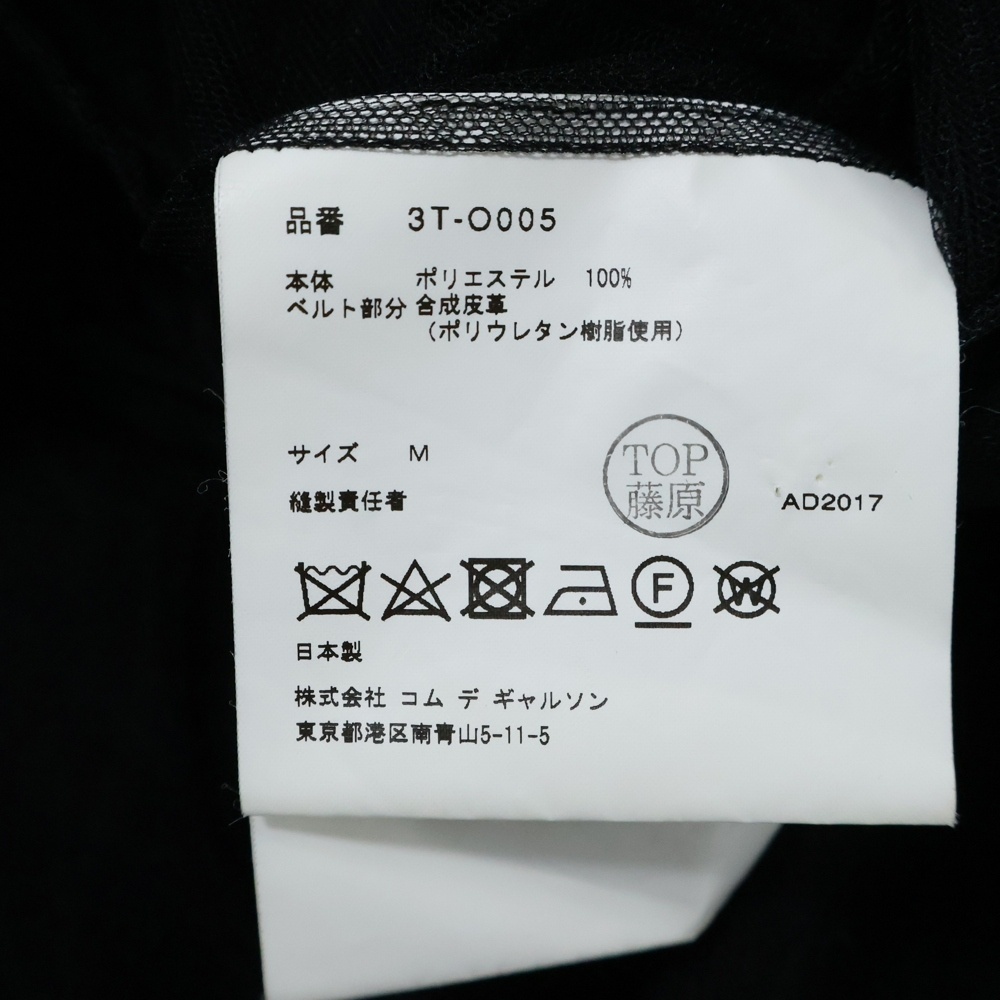 品番 3T-O005
本体 ポリエステル 100%
ベルト部分 合成皮革
(ポリウレタン樹脂使用)
サイズ M
縫製責任者 TOP 藤原 AD2017
F W
日本製
株式会社 コム デ ギャルソン
東京都港区南青山5-11-5